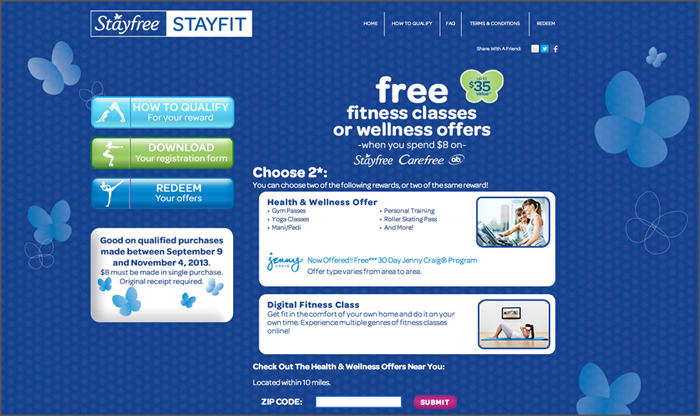 Stayfree STAYFIT
HOME
HOW TO QUALIFY
FAQ
TERMS & CONDITIONS
REDEEM
Share With A Friend:
HOW TO QUALIFY
For your reward
DOWNLOAD
Your registration form
REDEEM
Your offers
Good on qualified purchases
made between September 9
and November 4, 2013.
$8 must be made in single purchase.
Original receipt required.
free
up to
$35
value*
fitness classes
or wellness offers
-when you spend $8 on-
Stayfree Carefree ob.
Choose 2*:
You can choose two of the following rewards, or two of the same reward!
Health & Wellness Offer
• Gym Passes
• Yoga Classes
• Mani/Pedi
• Personal Training
• Roller Skating Pass
• And More!
jenny
CRAIG
Now Offered!! Free*** 30 Day Jenny Craig® Program
Offer type varies from area to area.
Digital Fitness Class
Get fit in the comfort of your own home and do it on your
own time. Experience multiple genres of fitness classes
online!
Check Out The Health & Wellness Offers Near You:
Located within 10 miles.
ZIP CODE:
SUBMIT